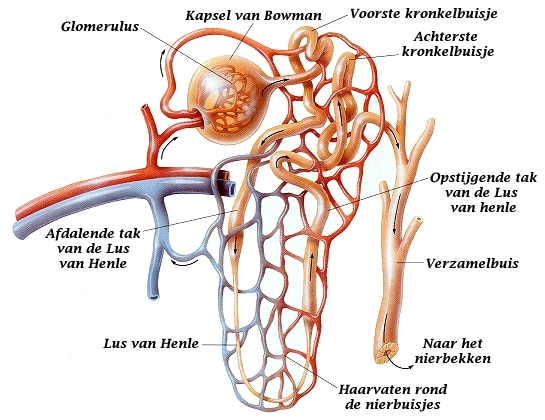 Glomerulus
Kapsel van Bowman
Voorste kronkelbuisje
Achterste
kronkelbuisje
Opstijgende tak
van de Lus
van henle
Afdalende tak
van de Lus
van Henle
Verzamelbuis
Lus van Henle
Naar het
nierbekken
Haarvaten rond
de nierbuisjes